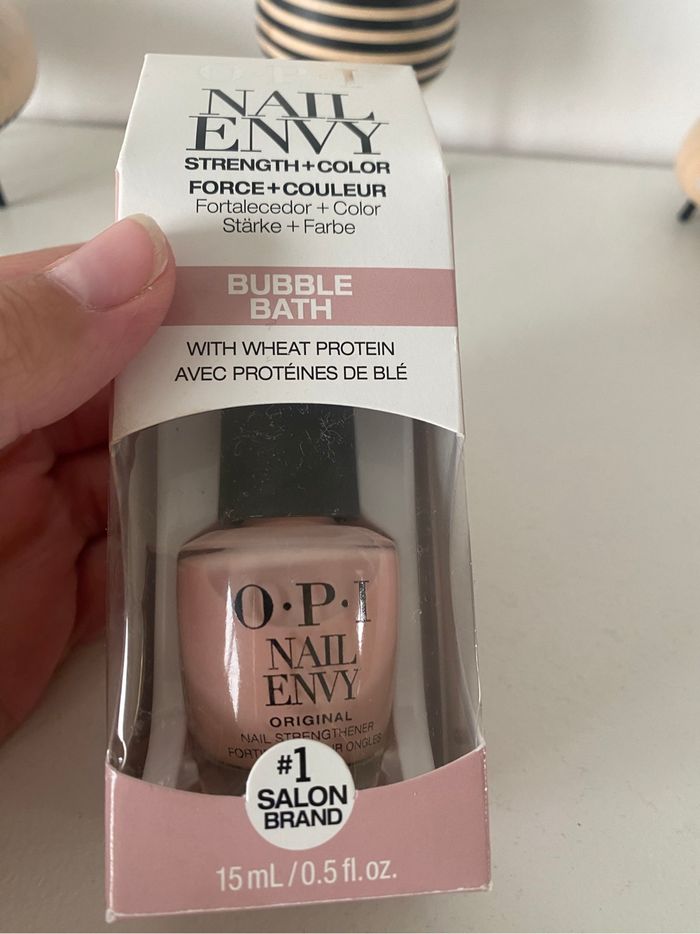 O·P·I
NAIL
ENVY
STRENGTH+COLOR
FORCE+COULEUR
Fortalecedor + Color
Stärke + Farbe
BUBBLE
BATH
WITH WHEAT PROTEIN
AVEC PROTÉINES DE BLÉ
O·P·I
NAIL
ENVY
ORIGINAL
NAIL STRENGTHENER
ONGLES
#1
SALON
BRAND
15 mL / 0.5 fl.oz.